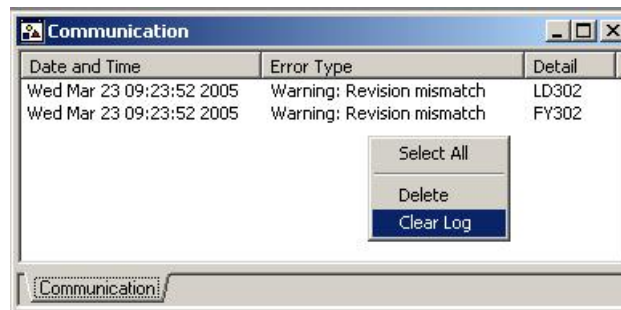 Communication
Date and Time Error Type Detail
Wed Mar 23 09:23:52 2005 Warning: Revision mismatch LD302
Wed Mar 23 09:23:52 2005 Warning: Revision mismatch FY302
Select All
Delete
Clear Log
Communication